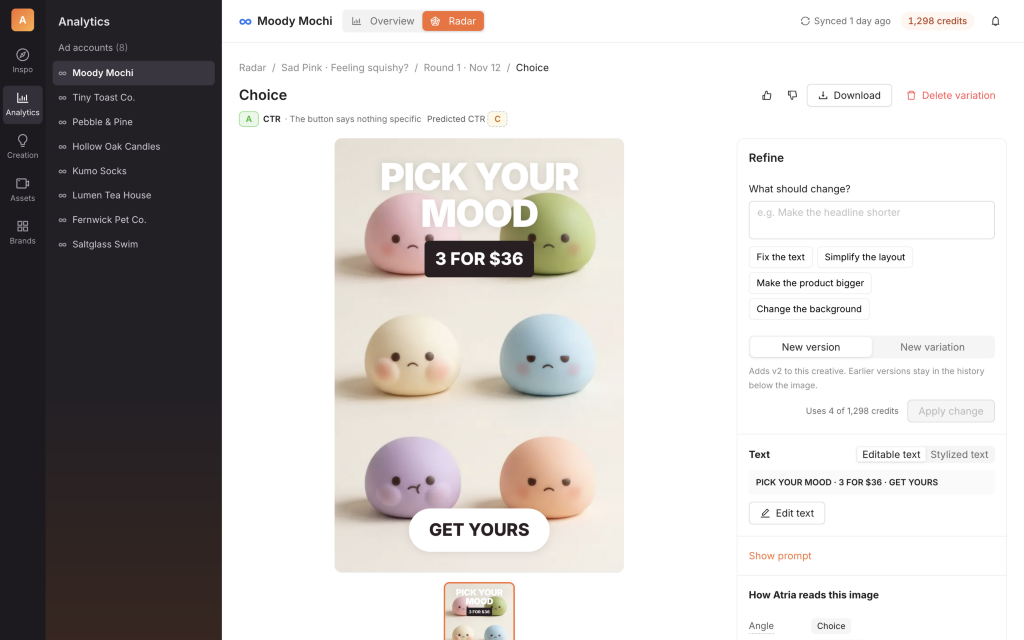 A
Inspo
Analytics
Creation
Assets
Brands
Analytics
Ad accounts (8)
Moody Mochi
Tiny Toast Co.
Pebble & Pine
Hollow Oak Candles
Kumo Socks
Lumen Tea House
Fernwick Pet Co.
Saltglass Swim
Moody Mochi
Overview
Radar
Synced 1 day ago
1,298 credits
Radar / Sad Pink · Feeling squishy? / Round 1 · Nov 12 / Choice
Choice
Download
Delete variation
A CTR · The button says nothing specific Predicted CTR C
PICK YOUR
MOOD
3 FOR $36
GET YOURS
PICK YOUR
MOOD
3 FOR $36
Refine
What should change?
e.g. Make the headline shorter
Fix the text
Simplify the layout
Make the product bigger
Change the background
New version
New variation
Adds v2 to this creative. Earlier versions stay in the history
below the image.
Uses 4 of 1,298 credits
Apply change
Text
Editable text
Stylized text
PICK YOUR MOOD · 3 FOR $36 · GET YOURS
Edit text
Show prompt
How Atria reads this image
Angle
Choice